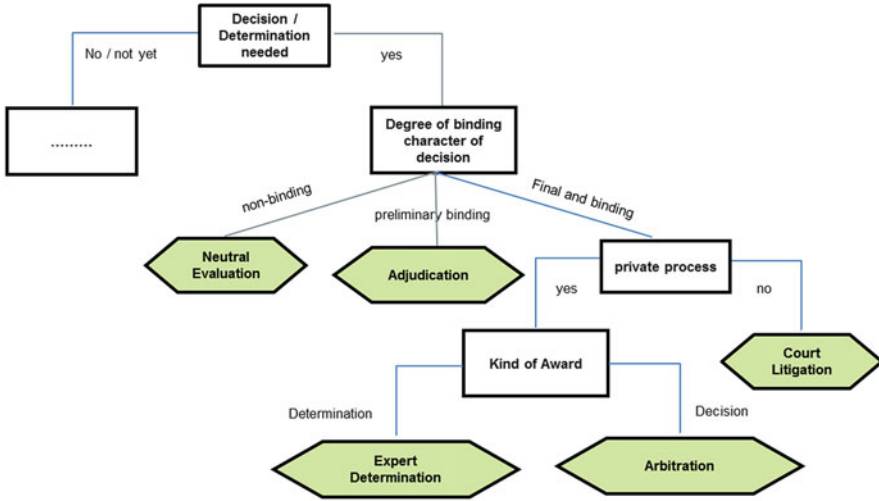 Decision /
Determination
needed
No / not yet
yes
.........
Degree of binding
character of
decision
non-binding
preliminary binding
Final and binding
Neutral
Evaluation
Adjudication
private process
yes
no
Kind of Award
Court
Litigation
Determination
Decision
Expert
Determination
Arbitration